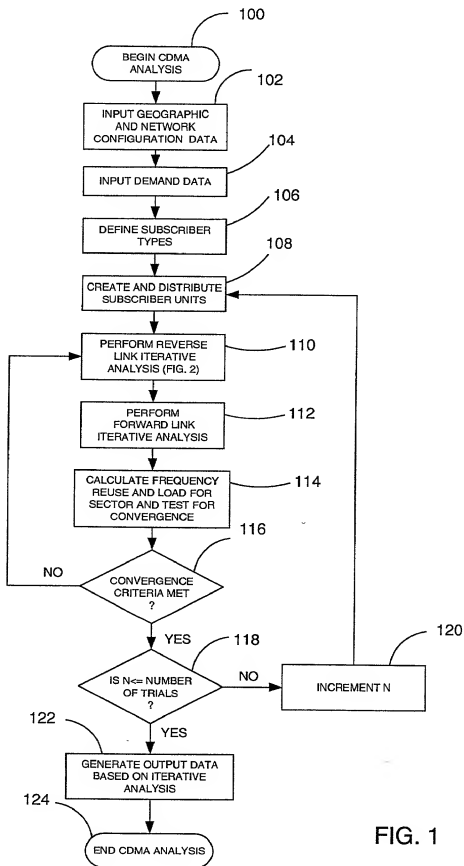 100
BEGIN CDMA
ANALYSIS
102
INPUT GEOGRAPHIC
AND NETWORK
CONFIGURATION DATA
104
INPUT DEMAND DATA
106
DEFINE SUBSCRIBER
TYPES
108
CREATE AND DISTRIBUTE
SUBSCRIBER UNITS
110
PERFORM REVERSE
LINK ITERATIVE
ANALYSIS (FIG. 2)
112
PERFORM
FORWARD LINK
ITERATIVE ANALYSIS
114
CALCULATE FREQUENCY
REUSE AND LOAD FOR
SECTOR AND TEST FOR
CONVERGENCE
116
NO
CONVERGENCE
CRITERIA MET
?
YES
118
120
IS N<= NUMBER
OF TRIALS
?
NO
INCREMENT N
YES
122
GENERATE OUTPUT DATA
BASED ON ITERATIVE
ANALYSIS
124
END CDMA ANALYSIS
FIG. 1